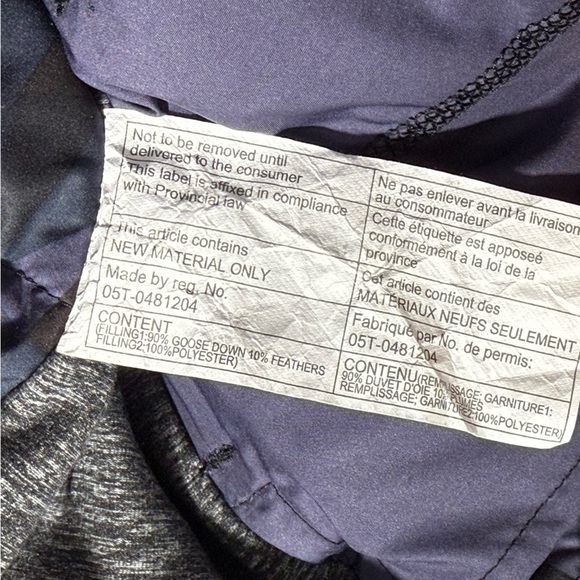 Not to be removed until
delivered to the consumer
This label is affixed in compliance
with Provincial law
This article contains
NEW MATERIAL ONLY
Made by reg. No.
05T-0481204
CONTENT
(FILLING1:90% GOOSE DOWN 10% FEATHERS
FILLING2:100%POLYESTER)
Ne pas enlever avant la livraison
au consommateur
Cette étiquette est apposée
conformément à la loi de la
province
Cet article contient des
MATÉRIAUX NEUFS SEULEMENT
Fabriqué par No. de permis:
05T-0481204
CONTENU(REMPLISSAGE; GARNITURE1:
90% DUVET D'OIE 10
REMPLISSAGE; GARNITURE2:100%POLYESTER)